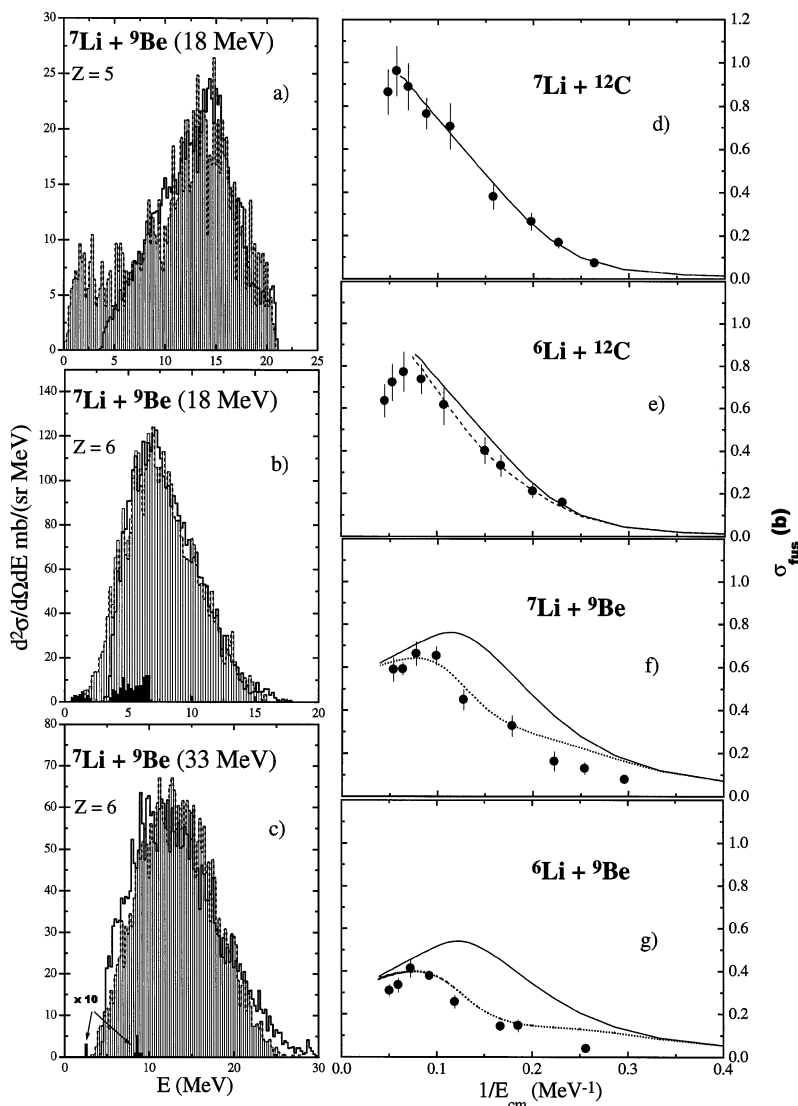 ⁷Li + ⁹Be (18 MeV)
Z = 5
a)
30
25
20
15
10
5
0
0 5 10 15 20 25
⁷Li + ⁹Be (18 MeV)
Z = 6
b)
140
120
100
80
60
40
20
0
0 5 10 15 20
⁷Li + ⁹Be (33 MeV)
Z = 6
c)
80
70
60
50
40
30
20
10
0
x 10
0 10 20 30
E (MeV)
d²σ/dΩdE mb/(sr MeV)
⁷Li + ¹²C
d)
1.2
1.0
0.8
0.6
0.4
0.2
0.0
⁶Li + ¹²C
e)
1.0
0.8
0.6
0.4
0.2
0.0
⁷Li + ⁹Be
f)
1.0
0.8
0.6
0.4
0.2
0.0
⁶Li + ⁹Be
g)
1.0
0.8
0.6
0.4
0.2
0.0
0.0 0.1 0.2 0.3 0.4
1/E_cm (MeV⁻¹)
σ_fus (b)